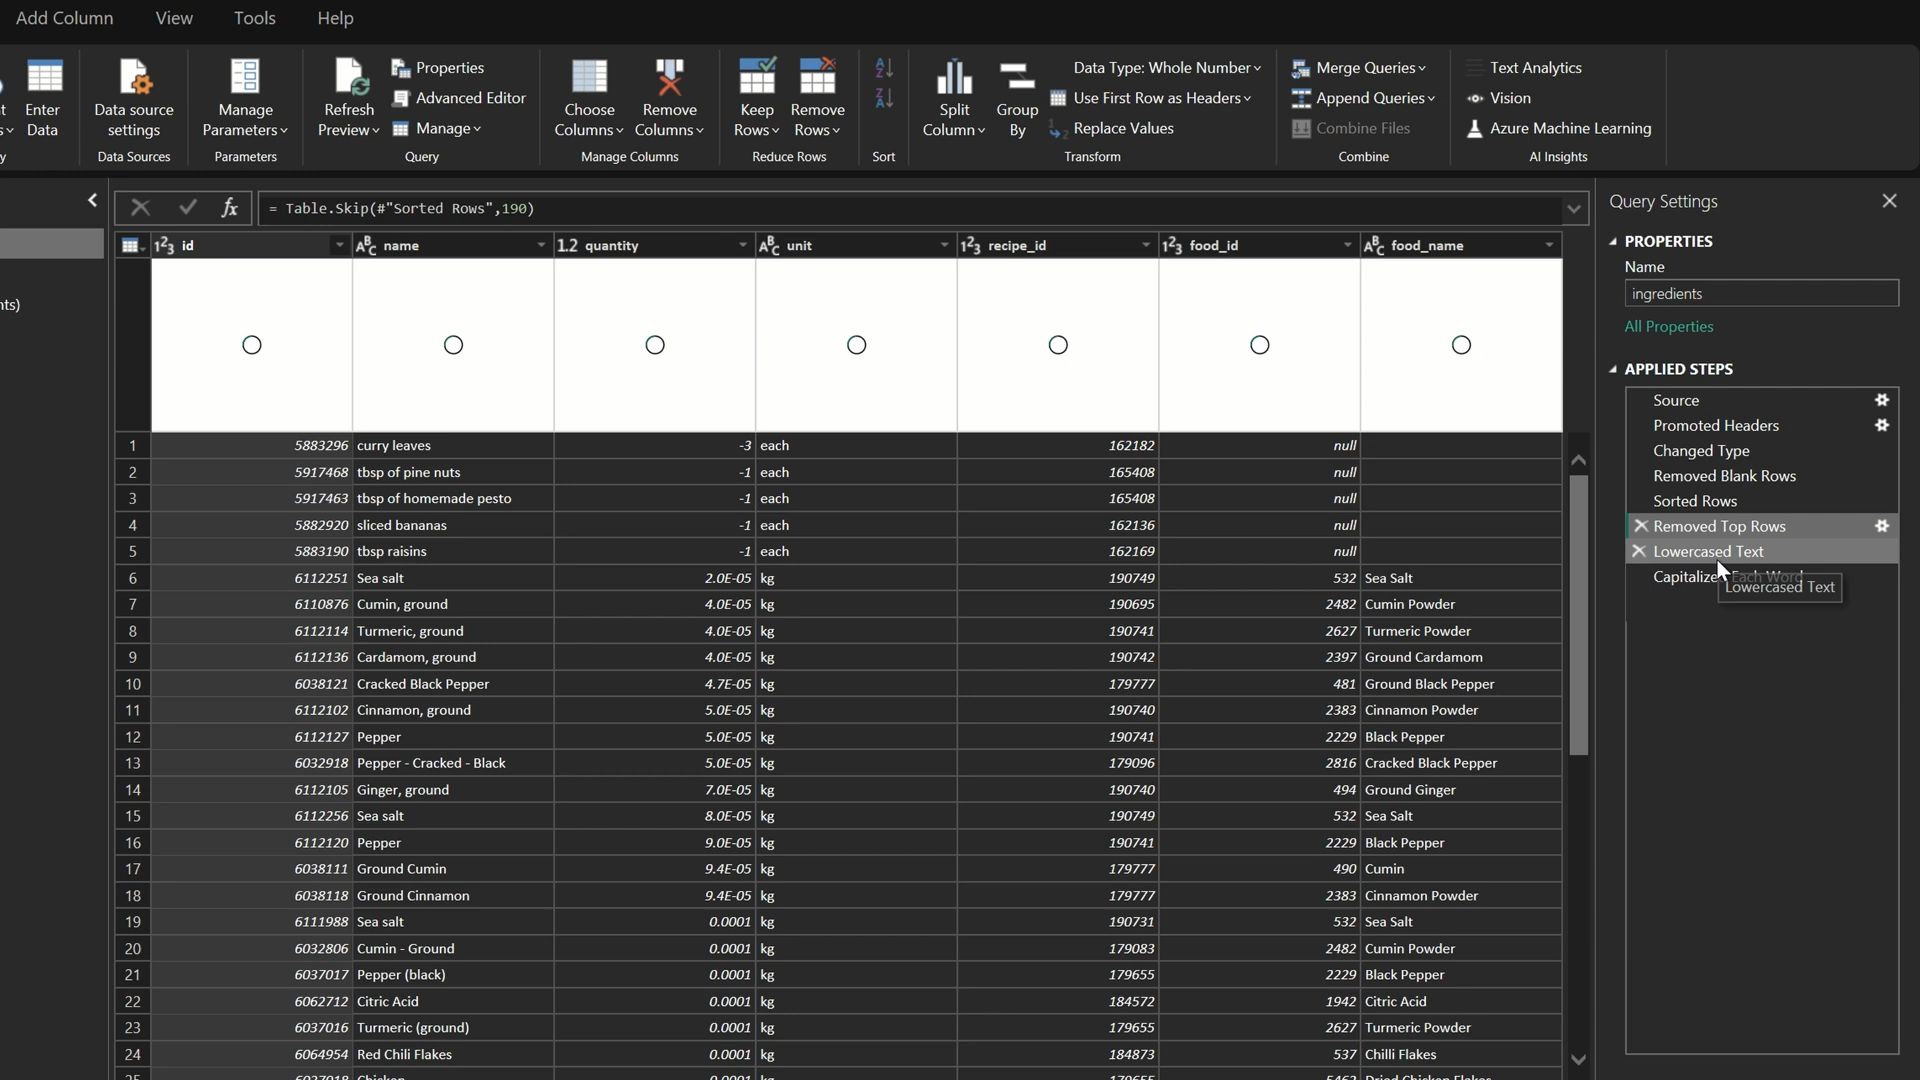 Add Column View Tools Help
Enter Data
Data source settings
Manage Parameters
Refresh Preview
Properties
Advanced Editor
Manage
Choose Columns
Remove Columns
Keep Rows
Remove Rows
Split Column
Group By
Data Type: Whole Number
Use First Row as Headers
Replace Values
Merge Queries
Append Queries
Combine Files
Text Analytics
Vision
Azure Machine Learning
Data Sources Parameters Query Manage Columns Reduce Rows Sort Transform Combine AI Insights
fx = Table.Skip(#"Sorted Rows",190)
123 id ABC name 1.2 quantity ABC unit 123 recipe_id 123 food_id ABC food_name
nts)
1 5883296 curry leaves -3 each 162182 null
2 5917468 tbsp of pine nuts -1 each 165408 null
3 5917463 tbsp of homemade pesto -1 each 165408 null
4 5882920 sliced bananas -1 each 162136 null
5 5883190 tbsp raisins -1 each 162169 null
6 6112251 Sea salt 2.0E-05 kg 190749 532 Sea Salt
7 6110876 Cumin, ground 4.0E-05 kg 190695 2482 Cumin Powder
8 6112114 Turmeric, ground 4.0E-05 kg 190741 2627 Turmeric Powder
9 6112136 Cardamom, ground 4.0E-05 kg 190742 2397 Ground Cardamom
10 6038121 Cracked Black Pepper 4.7E-05 kg 179777 481 Ground Black Pepper
11 6112102 Cinnamon, ground 5.0E-05 kg 190740 2383 Cinnamon Powder
12 6112127 Pepper 5.0E-05 kg 190741 2229 Black Pepper
13 6032918 Pepper - Cracked - Black 5.0E-05 kg 179096 2816 Cracked Black Pepper
14 6112105 Ginger, ground 7.0E-05 kg 190740 494 Ground Ginger
15 6112256 Sea salt 8.0E-05 kg 190749 532 Sea Salt
16 6112120 Pepper 9.0E-05 kg 190741 2229 Black Pepper
17 6038111 Ground Cumin 9.4E-05 kg 179777 490 Cumin
18 6038118 Ground Cinnamon 9.4E-05 kg 179777 2383 Cinnamon Powder
19 6111988 Sea salt 0.0001 kg 190731 532 Sea Salt
20 6032806 Cumin - Ground 0.0001 kg 179083 2482 Cumin Powder
21 6037017 Pepper (black) 0.0001 kg 179655 2229 Black Pepper
22 6062712 Citric Acid 0.0001 kg 184572 1942 Citric Acid
23 6037016 Turmeric (ground) 0.0001 kg 179655 2627 Turmeric Powder
24 6064954 Red Chili Flakes 0.0001 kg 184873 537 Chilli Flakes
Query Settings
PROPERTIES
Name
ingredients
All Properties
APPLIED STEPS
Source
Promoted Headers
Changed Type
Removed Blank Rows
Sorted Rows
Removed Top Rows
Lowercased Text
Capitalize Each Word
Lowercased Text